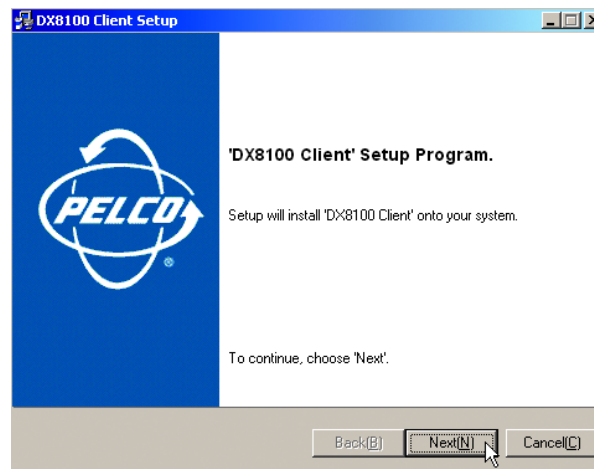 DX8100 Client Setup
'DX8100 Client' Setup Program.
PELCO
®
Setup will install 'DX8100 Client' onto your system.
To continue, choose 'Next'.
Back(B) Next(N) Cancel(C)